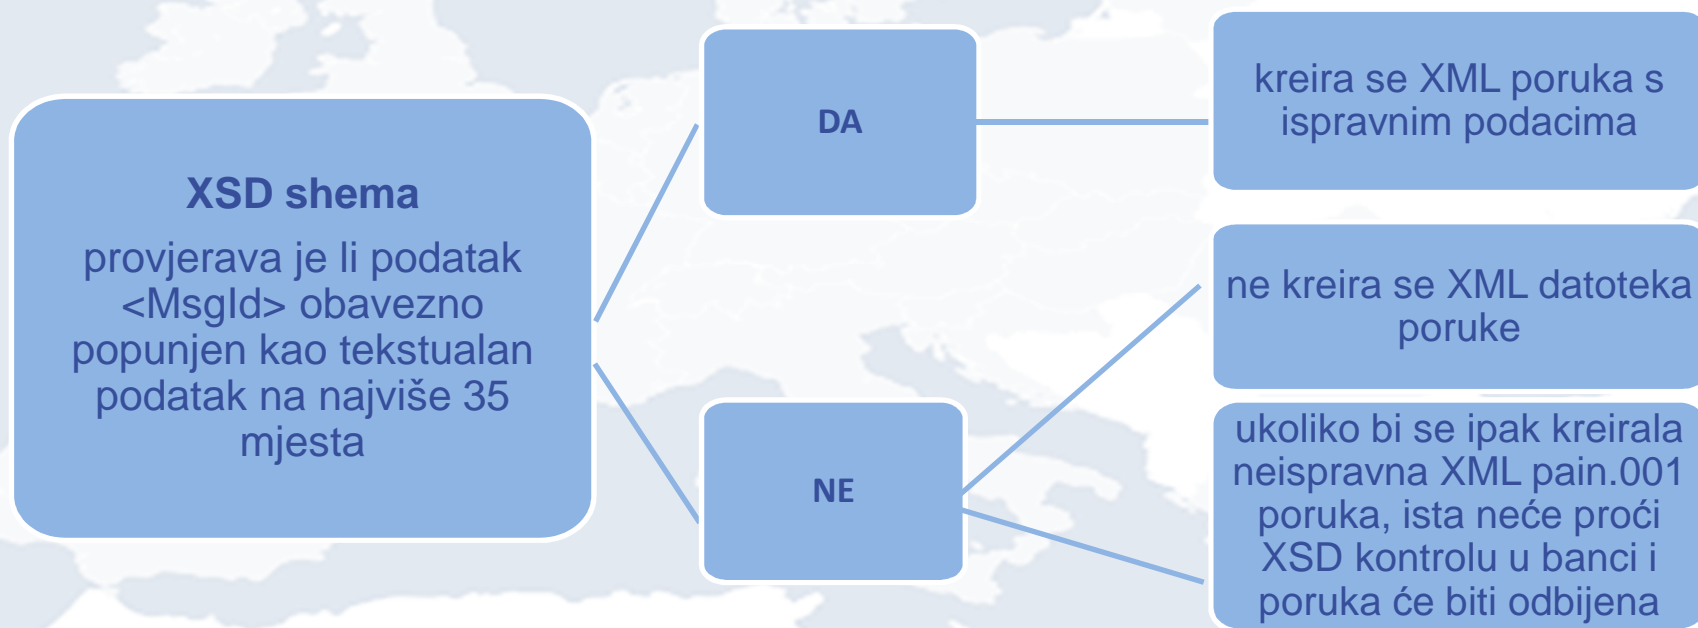 XSD shema
provjerava je li podatak
<MsgId> obavezno
popunjen kao tekstualan
podatak na najviše 35
mjesta
DA
kreira se XML poruka s
ispravnim podacima
NE
ne kreira se XML datoteka
poruke
ukoliko bi se ipak kreirala
neispravna XML pain.001
poruka, ista neće proći
XSD kontrolu u banci i
poruka će biti odbijena